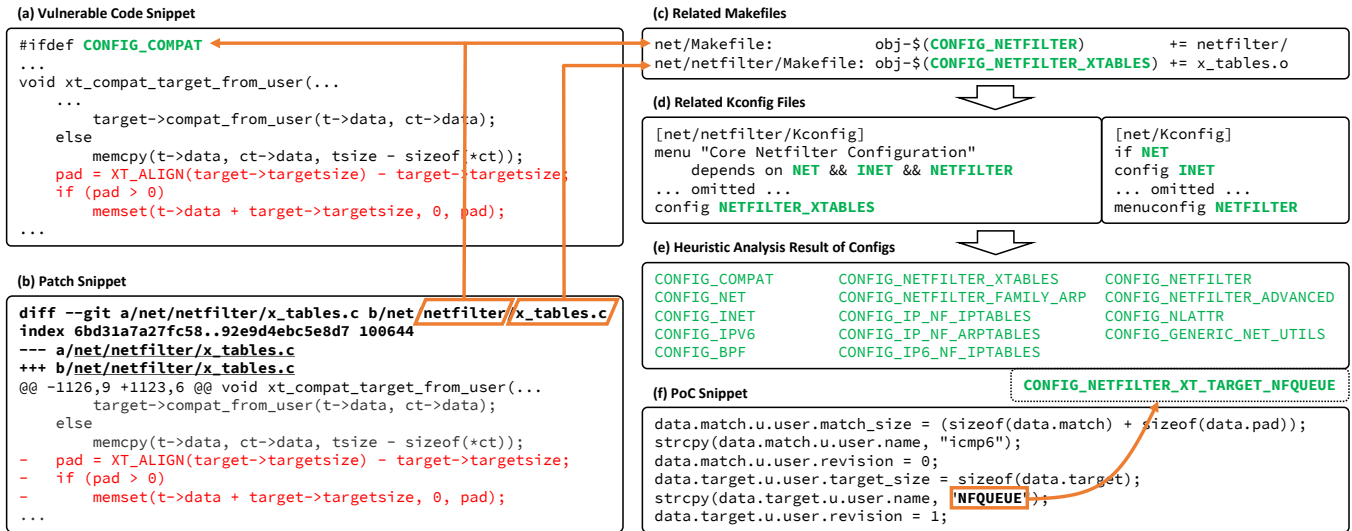 (a) Vulnerable Code Snippet
#ifdef CONFIG_COMPAT
...
void xt_compat_target_from_user(...
...
target->compat_from_user(t->data, ct->data);
else
memcpy(t->data, ct->data, tsize - sizeof(*ct));
pad = XT_ALIGN(target->targetsize) - target->targetsize;
if (pad > 0)
memset(t->data + target->targetsize, 0, pad);
...
(b) Patch Snippet
diff --git a/net/netfilter/x_tables.c b/net/netfilter/x_tables.c
index 6bd31a7a27fc58..92e9d4ebc5e8d7 100644
--- a/net/netfilter/x_tables.c
+++ b/net/netfilter/x_tables.c
@@ -1126,9 +1123,6 @@ void xt_compat_target_from_user(...
target->compat_from_user(t->data, ct->data);
else
memcpy(t->data, ct->data, tsize - sizeof(*ct));
- pad = XT_ALIGN(target->targetsize) - target->targetsize;
- if (pad > 0)
- memset(t->data + target->targetsize, 0, pad);
...
(c) Related Makefiles
net/Makefile: obj-$(CONFIG_NETFILTER) += netfilter/
net/netfilter/Makefile: obj-$(CONFIG_NETFILTER_XTABLES) += x_tables.o
(d) Related Kconfig Files
[net/netfilter/Kconfig]
menu "Core Netfilter Configuration"
depends on NET && INET && NETFILTER
... omitted ...
config NETFILTER_XTABLES
[net/Kconfig]
if NET
config INET
... omitted ...
menuconfig NETFILTER
(e) Heuristic Analysis Result of Configs
CONFIG_COMPAT CONFIG_NETFILTER_XTABLES CONFIG_NETFILTER
CONFIG_NET CONFIG_NETFILTER_FAMILY_ARP CONFIG_NETFILTER_ADVANCED
CONFIG_INET CONFIG_IP_NF_IPTABLES CONFIG_NLATTR
CONFIG_IPV6 CONFIG_IP_NF_ARPTABLES CONFIG_GENERIC_NET_UTILS
CONFIG_BPF CONFIG_IP6_NF_IPTABLES
CONFIG_NETFILTER_XT_TARGET_NFQUEUE
(f) PoC Snippet
data.match.u.user.match_size = (sizeof(data.match) + sizeof(data.pad));
strcpy(data.match.u.user.name, "icmp6");
data.match.u.user.revision = 0;
data.target.u.user.target_size = sizeof(data.target);
strcpy(data.target.u.user.name, "NFQUEUE");
data.target.u.user.revision = 1;